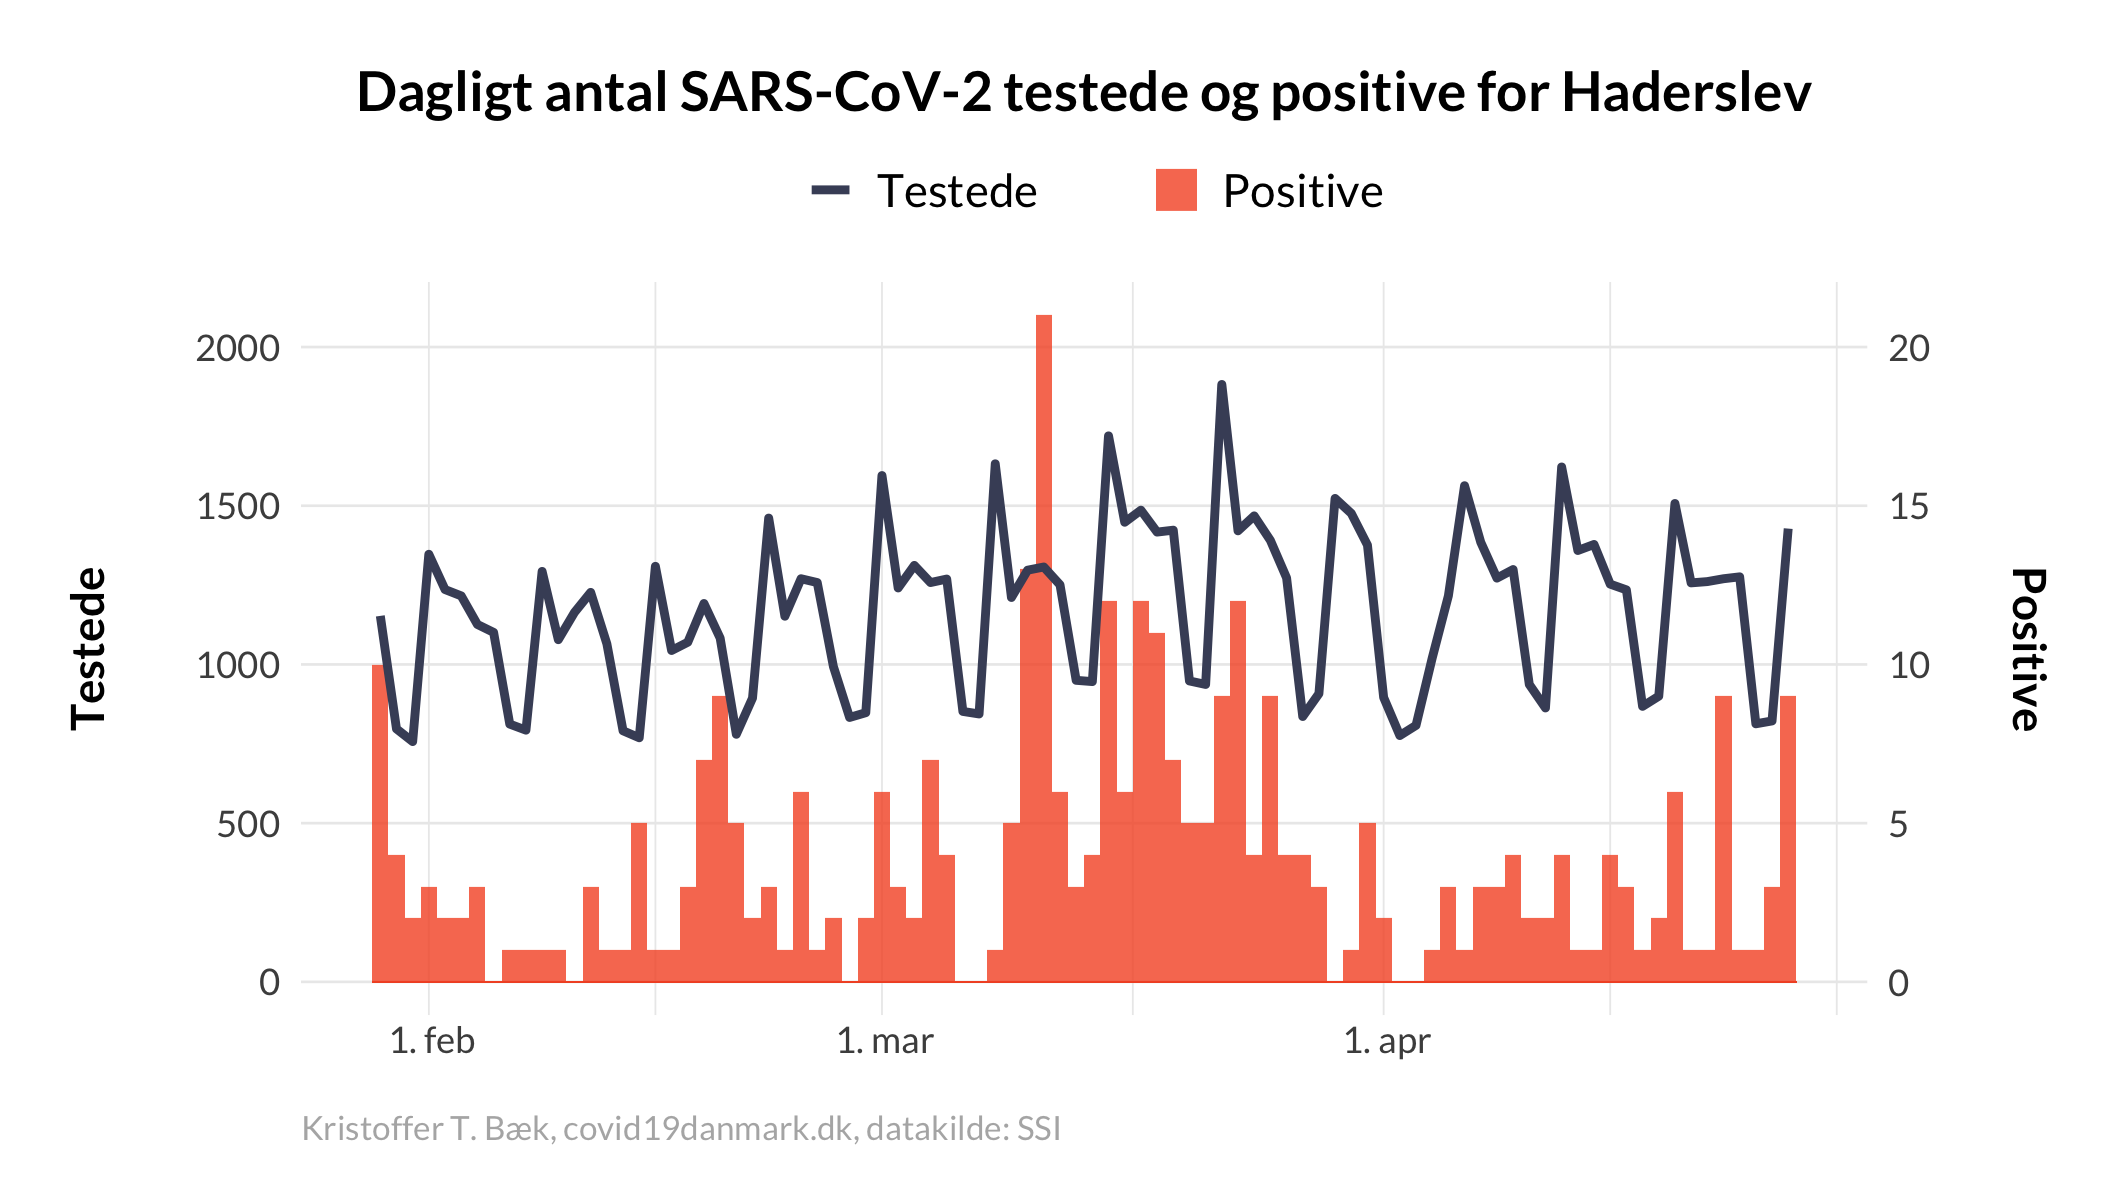 Dagligt antal SARS-CoV-2 testede og positive for Haderslev
Testede
Positive
Testede
2000
1500
1000
500
0
20
15
10
5
0
Positive
1. feb
1. mar
1. apr
Kristoffer T. Bæk, covid19danmark.dk, datakilde: SSI